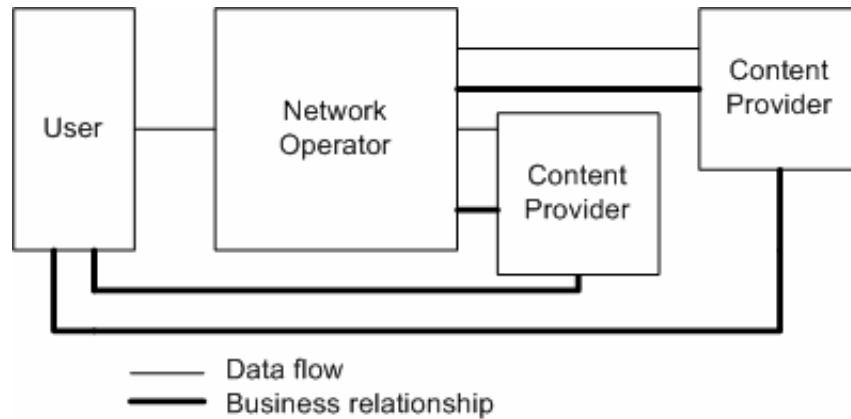 User
Network
Operator
Content
Provider
Content
Provider
Data flow
Business relationship